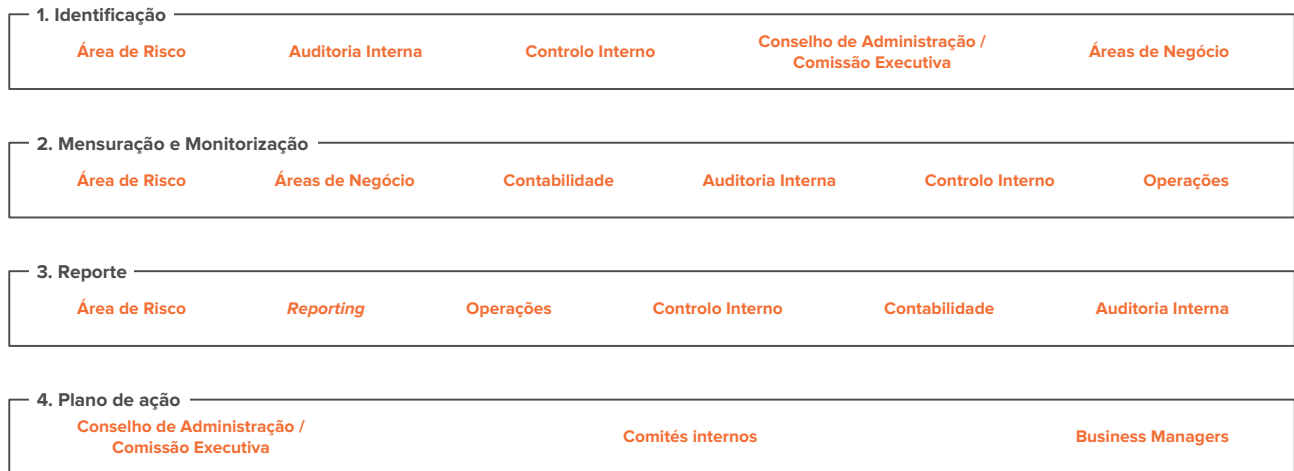 1. Identificação
Área de Risco Auditoria Interna Controlo Interno Conselho de Administração / Comissão Executiva Áreas de Negócio
2. Mensuração e Monitorização
Área de Risco Áreas de Negócio Contabilidade Auditoria Interna Controlo Interno Operações
3. Reporte
Área de Risco Reporting Operações Controlo Interno Contabilidade Auditoria Interna
4. Plano de ação
Conselho de Administração / Comissão Executiva Comités internos Business Managers